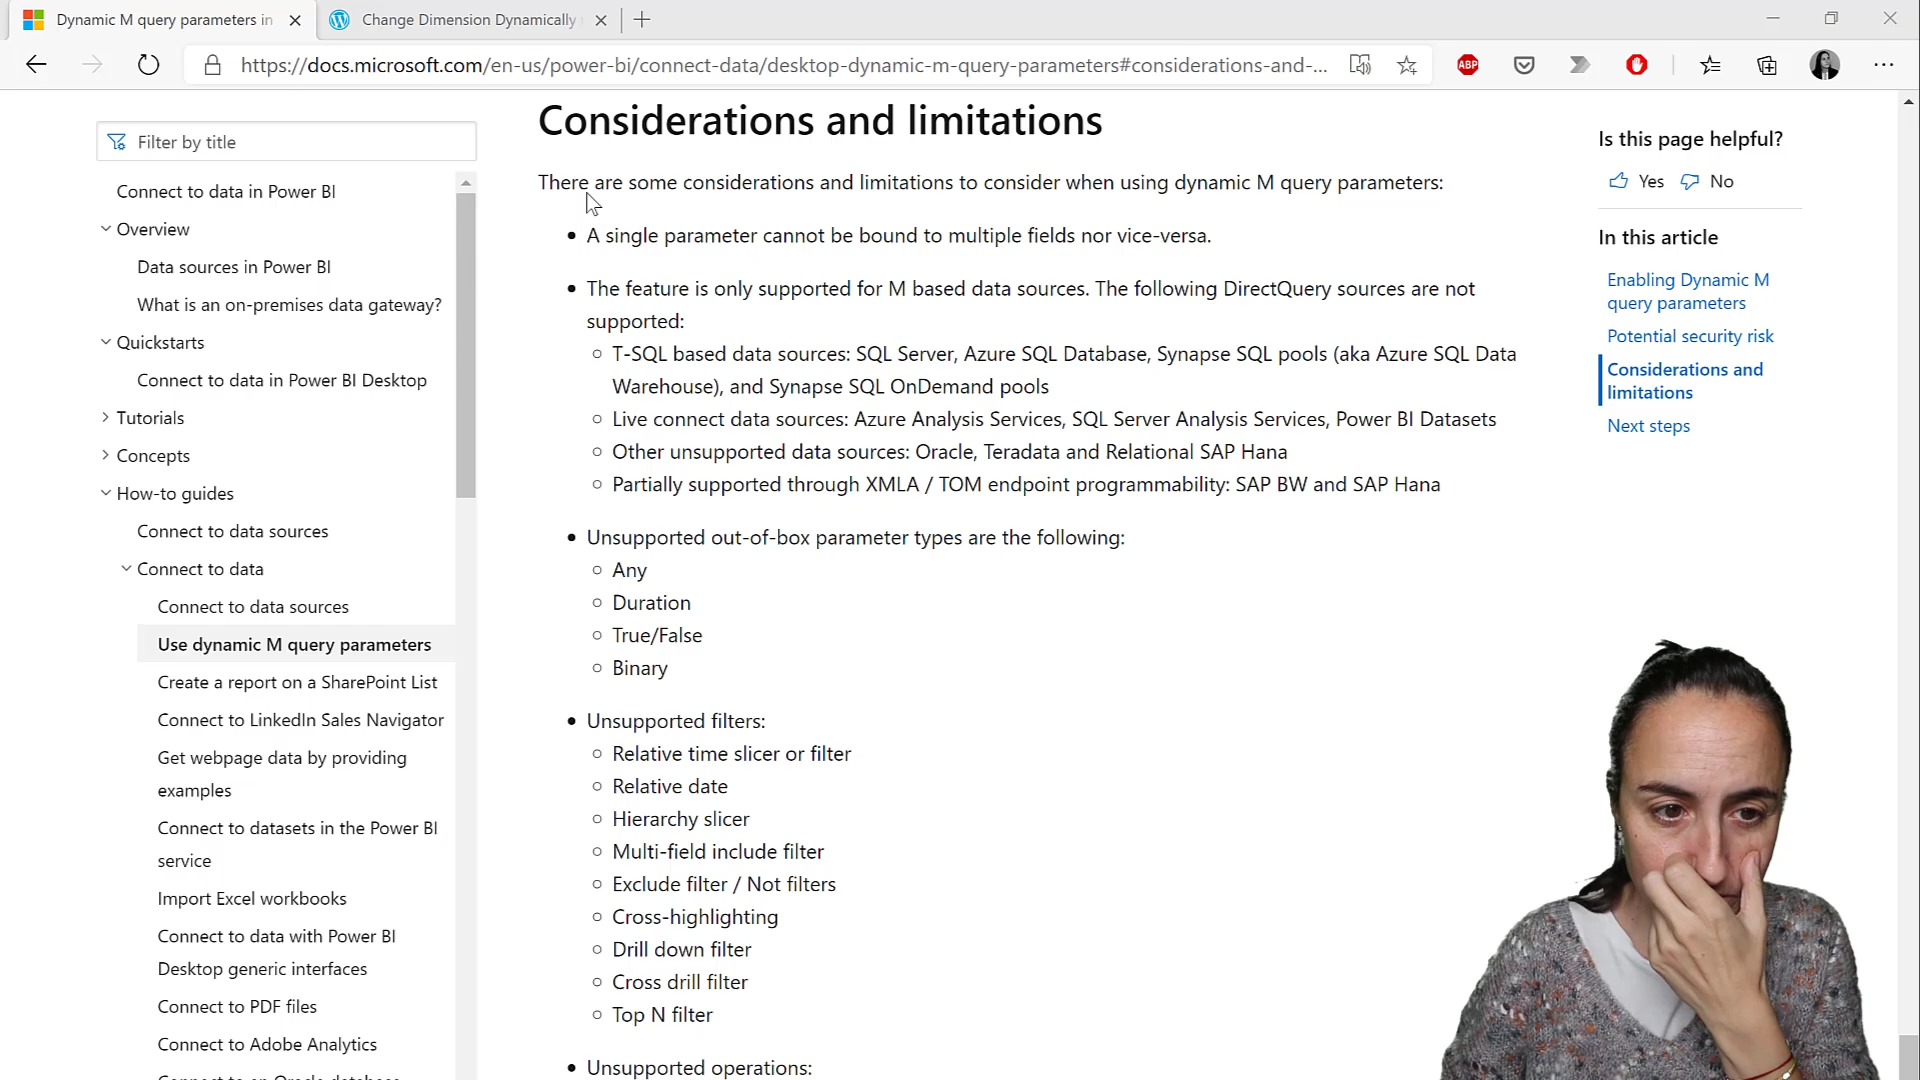 Dynamic M query parameters in
Change Dimension Dynamically
https://docs.microsoft.com/en-us/power-bi/connect-data/desktop-dynamic-m-query-parameters#considerations-and-...
ABP
Filter by title
Connect to data in Power BI
Overview
Data sources in Power BI
What is an on-premises data gateway?
Quickstarts
Connect to data in Power BI Desktop
Tutorials
Concepts
How-to guides
Connect to data sources
Connect to data
Connect to data sources
Use dynamic M query parameters
Create a report on a SharePoint List
Connect to LinkedIn Sales Navigator
Get webpage data by providing
examples
Connect to datasets in the Power BI
service
Import Excel workbooks
Connect to data with Power BI
Desktop generic interfaces
Connect to PDF files
Connect to Adobe Analytics
Considerations and limitations
There are some considerations and limitations to consider when using dynamic M query parameters:
• A single parameter cannot be bound to multiple fields nor vice-versa.
• The feature is only supported for M based data sources. The following DirectQuery sources are not
supported:
○ T-SQL based data sources: SQL Server, Azure SQL Database, Synapse SQL pools (aka Azure SQL Data
Warehouse), and Synapse SQL OnDemand pools
○ Live connect data sources: Azure Analysis Services, SQL Server Analysis Services, Power BI Datasets
○ Other unsupported data sources: Oracle, Teradata and Relational SAP Hana
○ Partially supported through XMLA / TOM endpoint programmability: SAP BW and SAP Hana
• Unsupported out-of-box parameter types are the following:
○ Any
○ Duration
○ True/False
○ Binary
• Unsupported filters:
○ Relative time slicer or filter
○ Relative date
○ Hierarchy slicer
○ Multi-field include filter
○ Exclude filter / Not filters
○ Cross-highlighting
○ Drill down filter
○ Cross drill filter
○ Top N filter
• Unsupported operations:
Is this page helpful?
Yes No
In this article
Enabling Dynamic M
query parameters
Potential security risk
Considerations and
limitations
Next steps